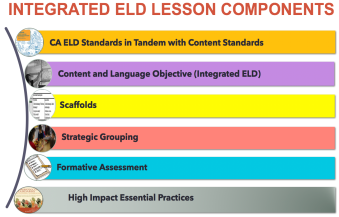 INTEGRATED ELD LESSON COMPONENTS
CA ELD Standards in Tandem with Content Standards
Content and Language Objective (Integrated ELD)
Scaffolds
Strategic Grouping
Formative Assessment
High Impact Essential Practices